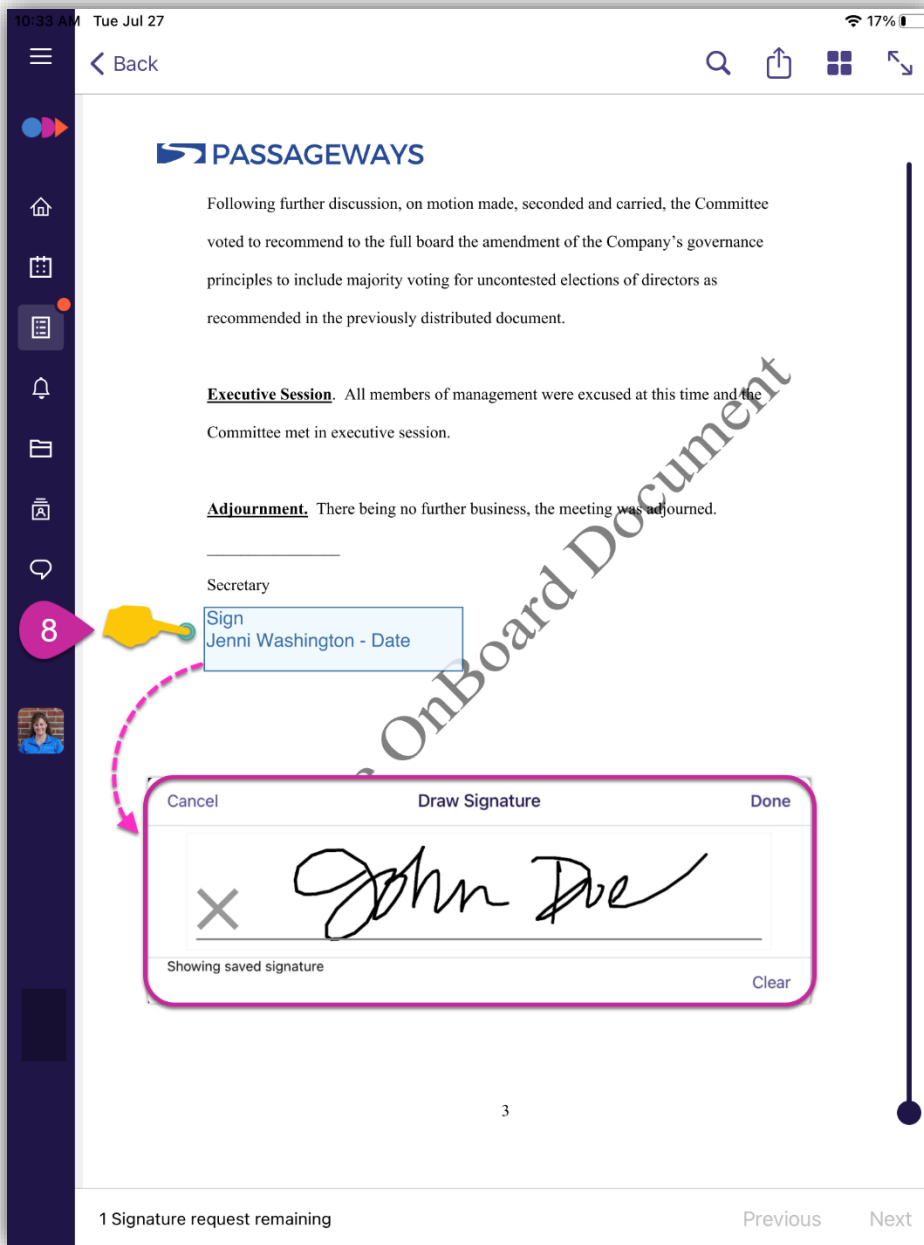 10:33 AM Tue Jul 27
17%
Back
PASSAGEWAYS
Following further discussion, on motion made, seconded and carried, the Committee
voted to recommend to the full board the amendment of the Company’s governance
principles to include majority voting for uncontested elections of directors as
recommended in the previously distributed document.
Executive Session. All members of management were excused at this time and the
Committee met in executive session.
Adjournment. There being no further business, the meeting was adjourned.
Secretary
8
Sign
Jenni Washington - Date
OnBoard Document
Cancel Draw Signature Done
John Doe
Showing saved signature
Clear
3
1 Signature request remaining Previous Next